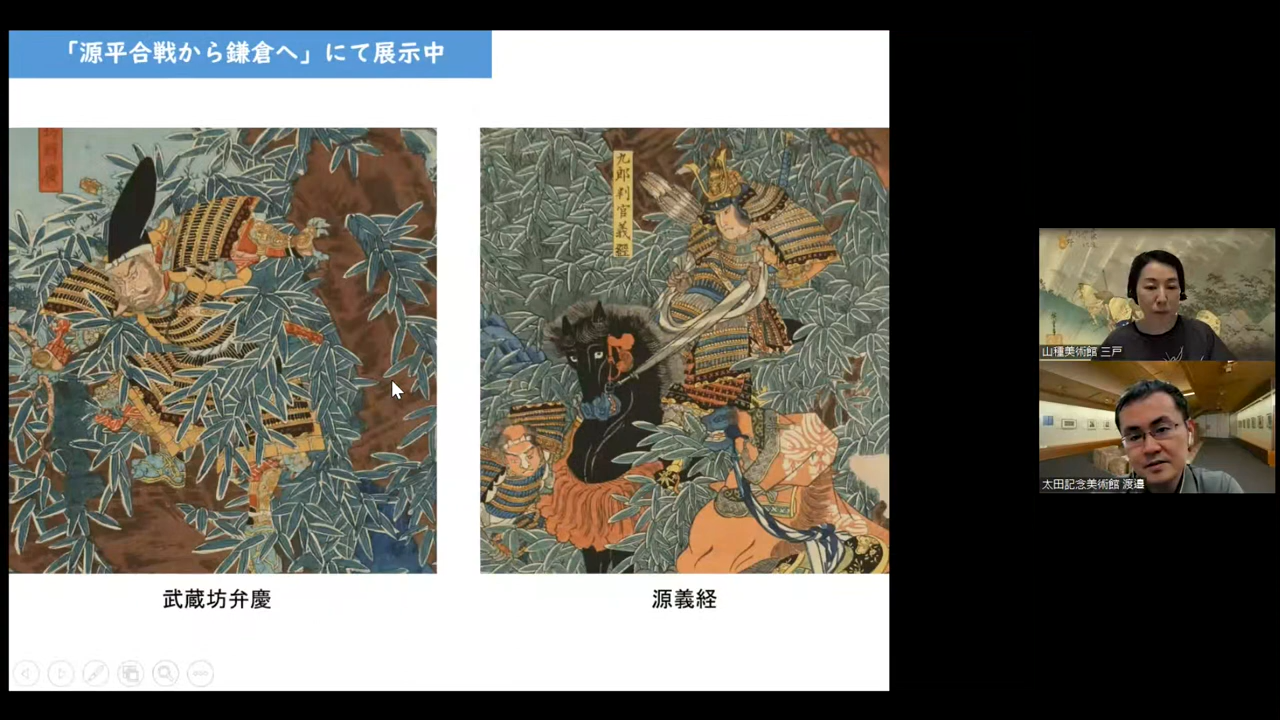 「源平合戦から鎌倉へ」にて展示中
九郎判官義經
武蔵坊弁慶
源義経
山種美術館 三戸
太田記念美術館 渡邉